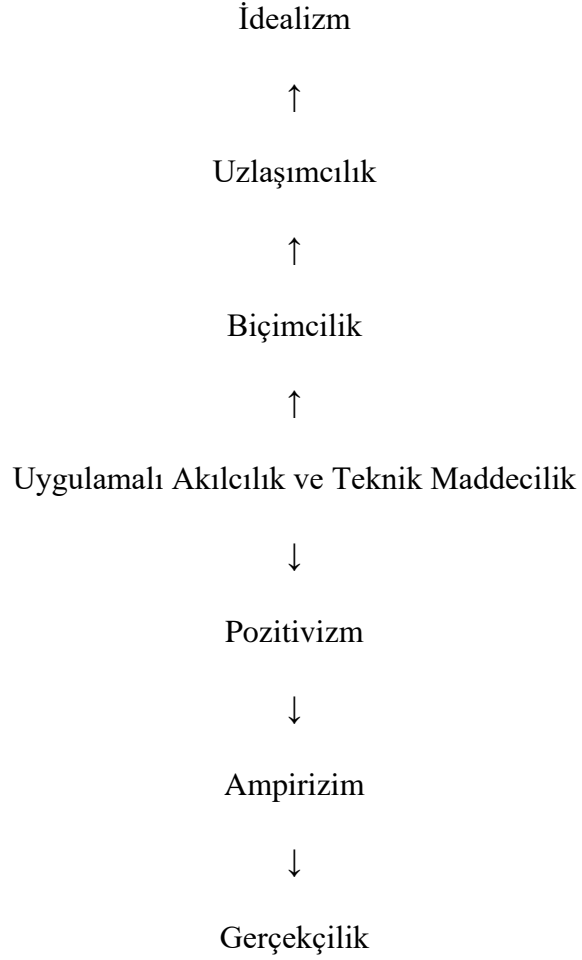 İdealizm
↑
Uzlaşımcılık
↑
Biçimcilik
↑
Uygulamalı Akılcılık ve Teknik Maddecilik
↓
Pozitivizm
↓
Ampirizim
↓
Gerçekçilik